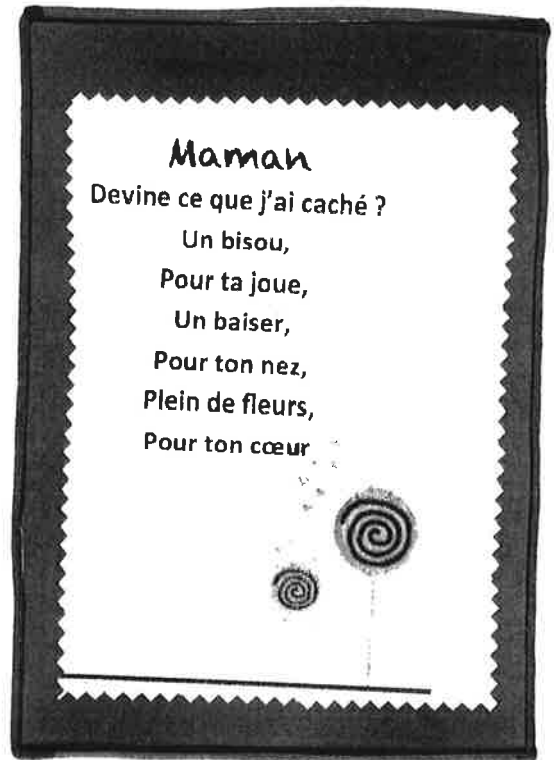 Maman
Devine ce que j'ai caché ?
Un bisou,
Pour ta joue,
Un baiser,
Pour ton nez,
Plein de fleurs,
Pour ton cœur